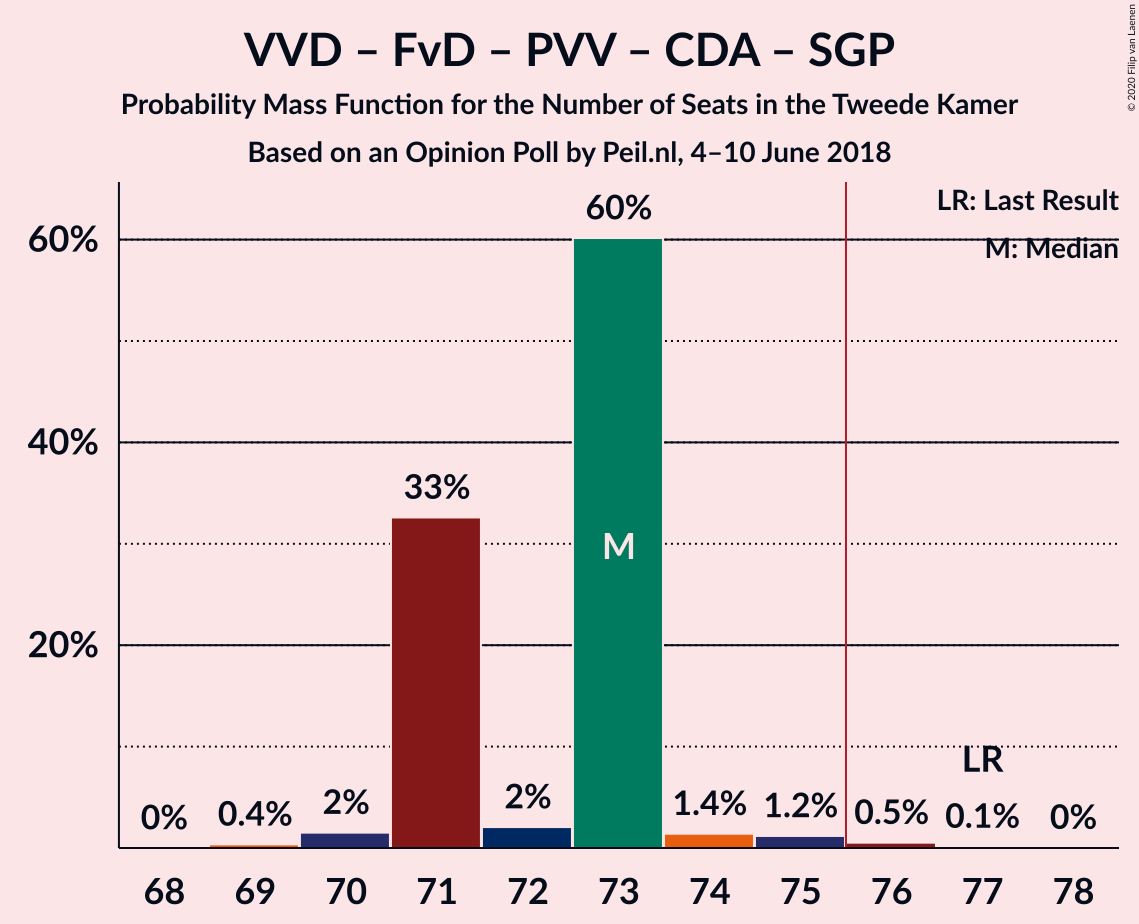 VVD – FvD – PVV – CDA – SGP
Probability Mass Function for the Number of Seats in the Tweede Kamer
Based on an Opinion Poll by Peil.nl, 4–10 June 2018
© 2020 Filip van Laenen
LR: Last Result
M: Median
60%
40%
20%
0%
0.4%
2%
33%
2%
60%
M
1.4%
1.2%
0.5%
LR
0.1%
0%
68 69 70 71 72 73 74 75 76 77 78